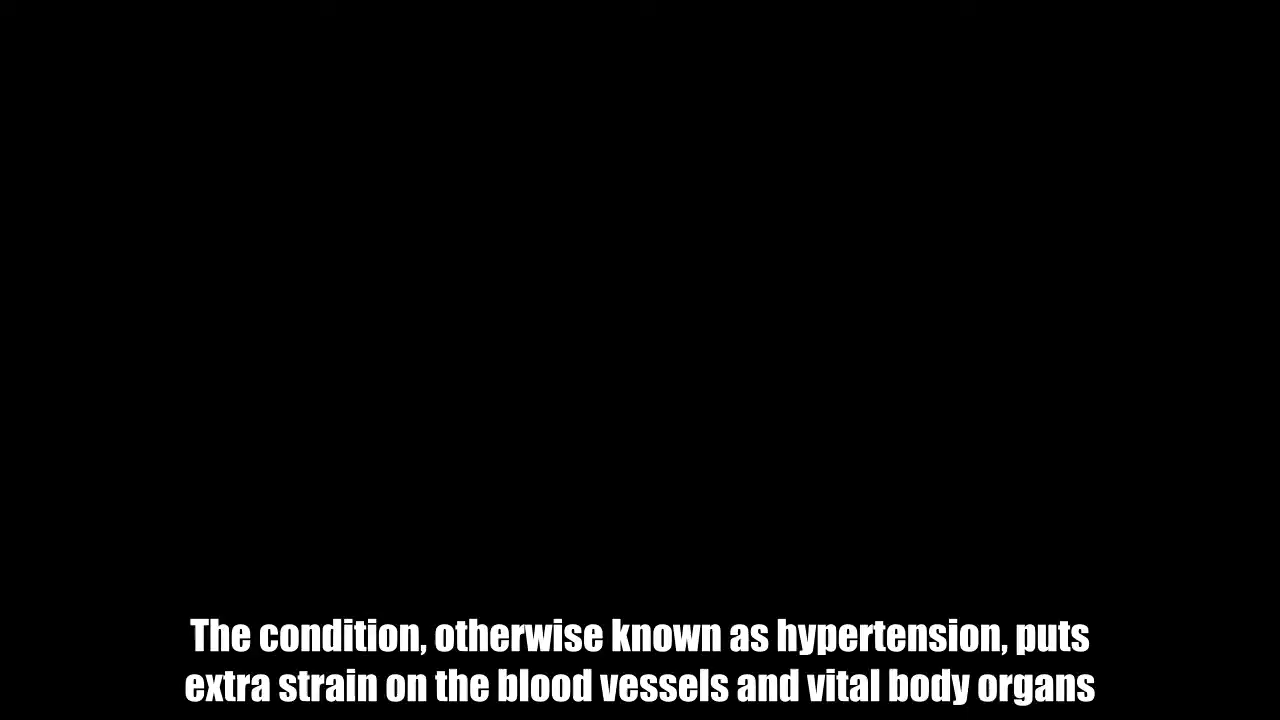 The condition, otherwise known as hypertension, puts
extra strain on the blood vessels and vital body organs